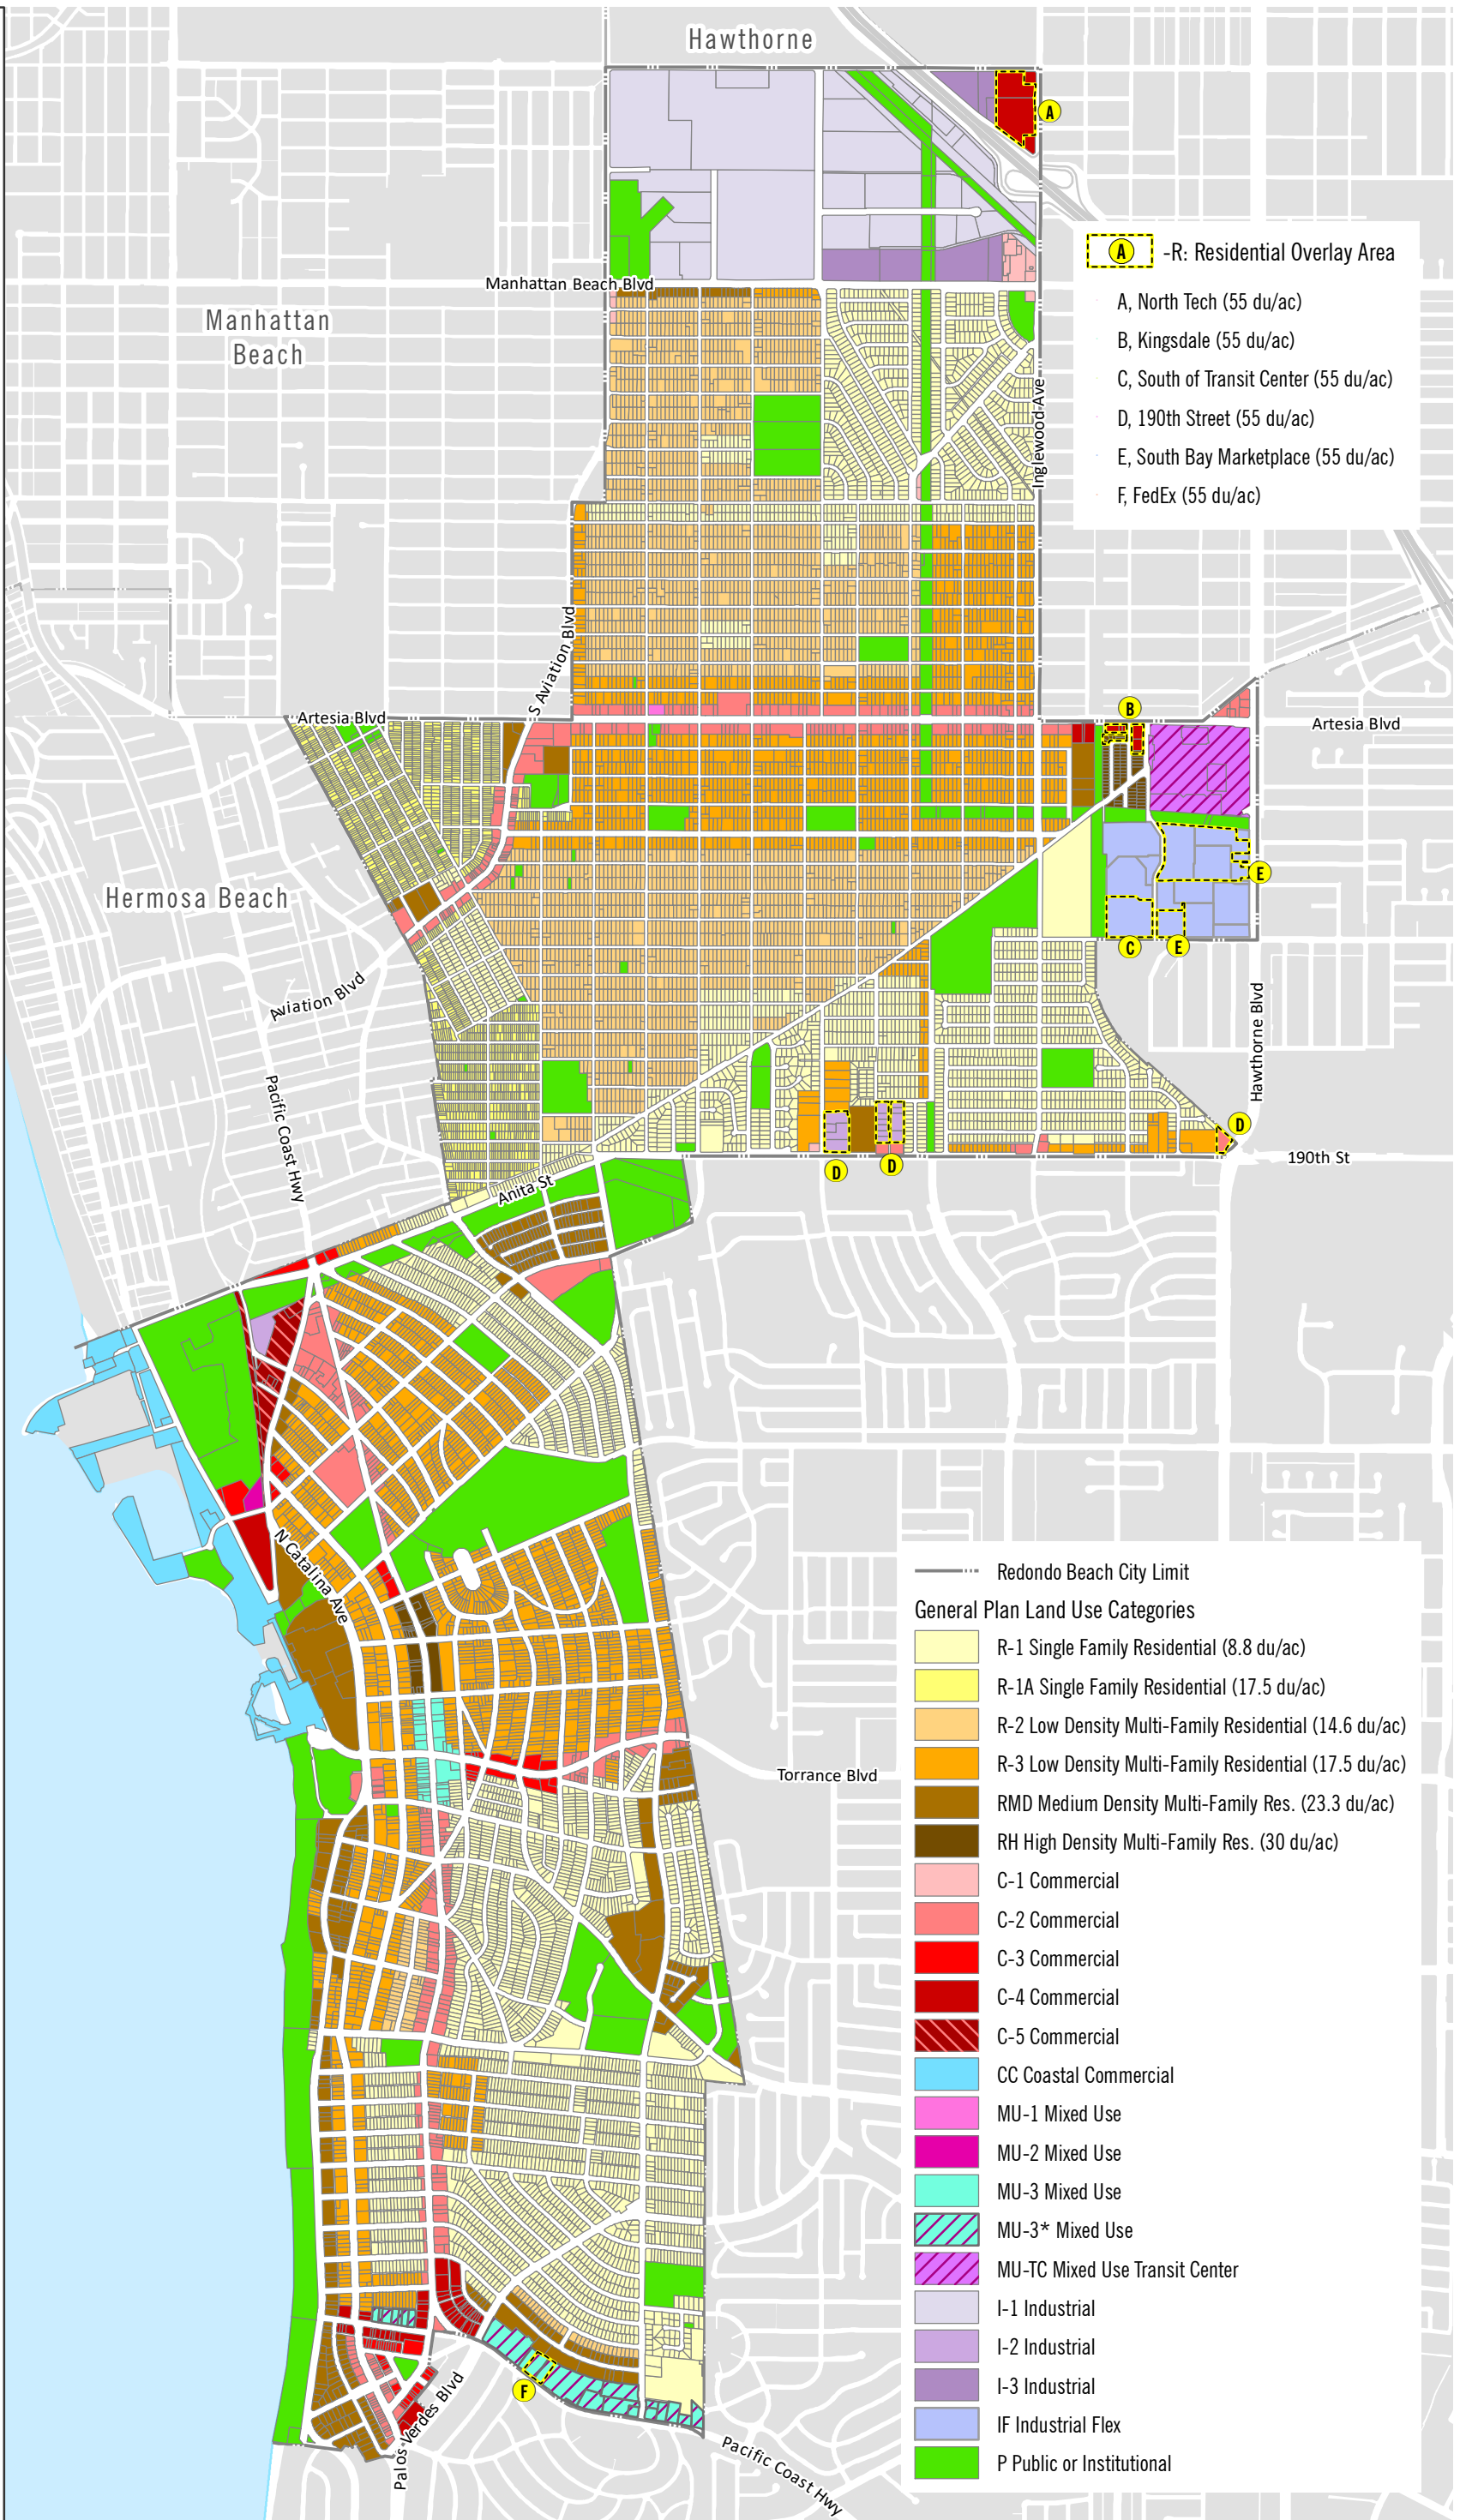 Hawthorne
A
A
-R: Residential Overlay Area
A, North Tech (55 du/ac)
B, Kingsdale (55 du/ac)
C, South of Transit Center (55 du/ac)
D, 190th Street (55 du/ac)
E, South Bay Marketplace (55 du/ac)
F, FedEx (55 du/ac)
Manhattan Beach Blvd
Manhattan
Beach
Inglewood Ave
S Aviation Blvd
B
Artesia Blvd
Artesia Blvd
E
Hermosa Beach
C
E
Aviation Blvd
Hawthorne Blvd
Pacific Coast Hwy
D
D
D
190th St
Anita St
N Catalina Ave
Redondo Beach City Limit
General Plan Land Use Categories
R-1 Single Family Residential (8.8 du/ac)
R-1A Single Family Residential (17.5 du/ac)
R-2 Low Density Multi-Family Residential (14.6 du/ac)
R-3 Low Density Multi-Family Residential (17.5 du/ac)
Torrance Blvd
RMD Medium Density Multi-Family Res. (23.3 du/ac)
RH High Density Multi-Family Res. (30 du/ac)
C-1 Commercial
C-2 Commercial
C-3 Commercial
C-4 Commercial
C-5 Commercial
CC Coastal Commercial
MU-1 Mixed Use
MU-2 Mixed Use
MU-3 Mixed Use
MU-3* Mixed Use
MU-TC Mixed Use Transit Center
I-1 Industrial
I-2 Industrial
I-3 Industrial
IF Industrial Flex
P Public or Institutional
F
Palos Verdes Blvd
Pacific Coast Hwy